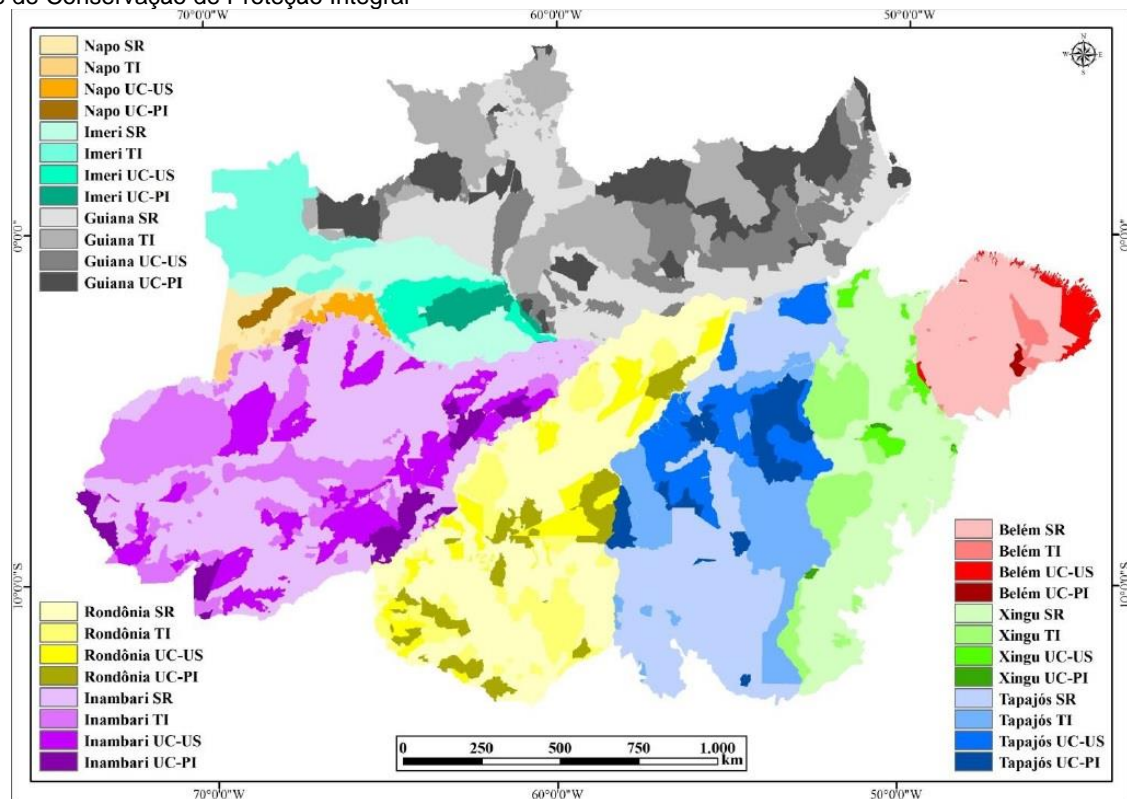 s de Conservação de Proteção Integral
70°0'0"W 60°0'0"W 50°0'0"W
Napo SR
Napo TI
Napo UC-US
Napo UC-PI
Imeri SR
Imeri TI
Imeri UC-US
Imeri UC-PI
Guiana SR
Guiana TI
Guiana UC-US
Guiana UC-PI
N
W E
S
0°0'0"
0°0'0"
10°0'0"S
10°0'0"S
Rondônia SR
Rondônia TI
Rondônia UC-US
Rondônia UC-PI
Inambari SR
Inambari TI
Inambari UC-US
Inambari UC-PI
0 250 500 750 1.000
km
Belém SR
Belém TI
Belém UC-US
Belém UC-PI
Xingu SR
Xingu TI
Xingu UC-US
Xingu UC-PI
Tapajós SR
Tapajós TI
Tapajós UC-US
Tapajós UC-PI
70°0'0"W 60°0'0"W 50°0'0"W